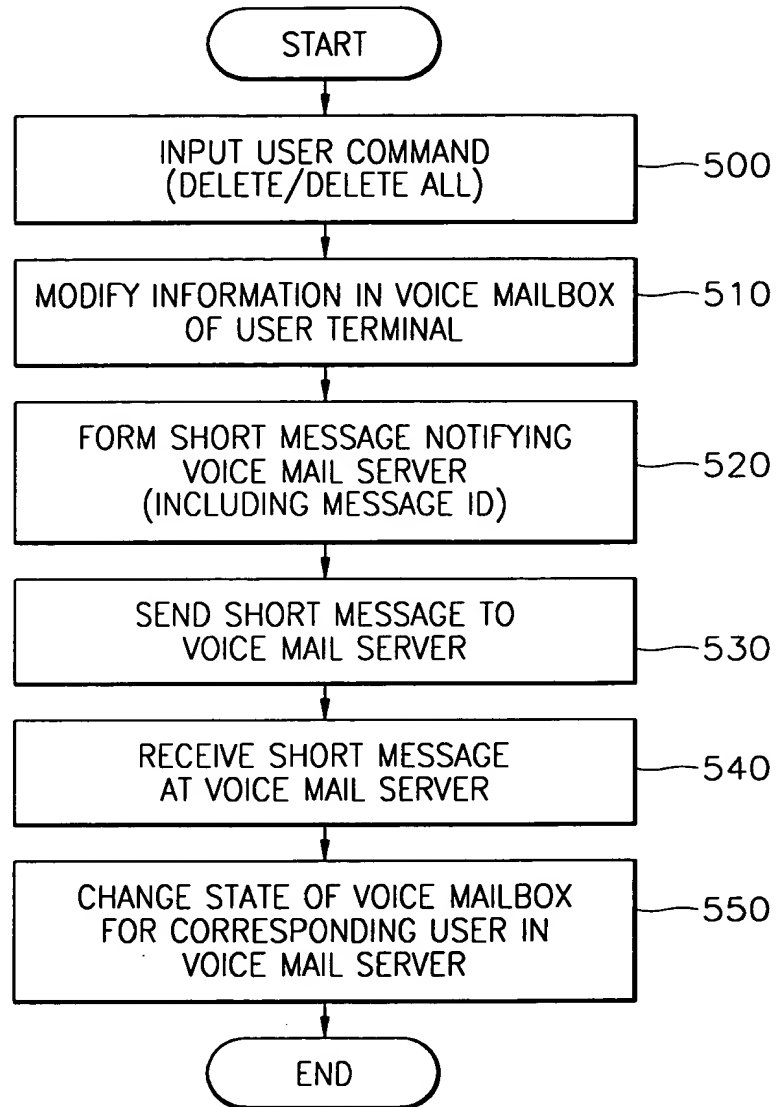 START
INPUT USER COMMAND
(DELETE/DELETE ALL)
500
MODIFY INFORMATION IN VOICE MAILBOX
OF USER TERMINAL
510
FORM SHORT MESSAGE NOTIFYING
VOICE MAIL SERVER
(INCLUDING MESSAGE ID)
520
SEND SHORT MESSAGE TO
VOICE MAIL SERVER
530
RECEIVE SHORT MESSAGE
AT VOICE MAIL SERVER
540
CHANGE STATE OF VOICE MAILBOX
FOR CORRESPONDING USER IN
VOICE MAIL SERVER
550
END